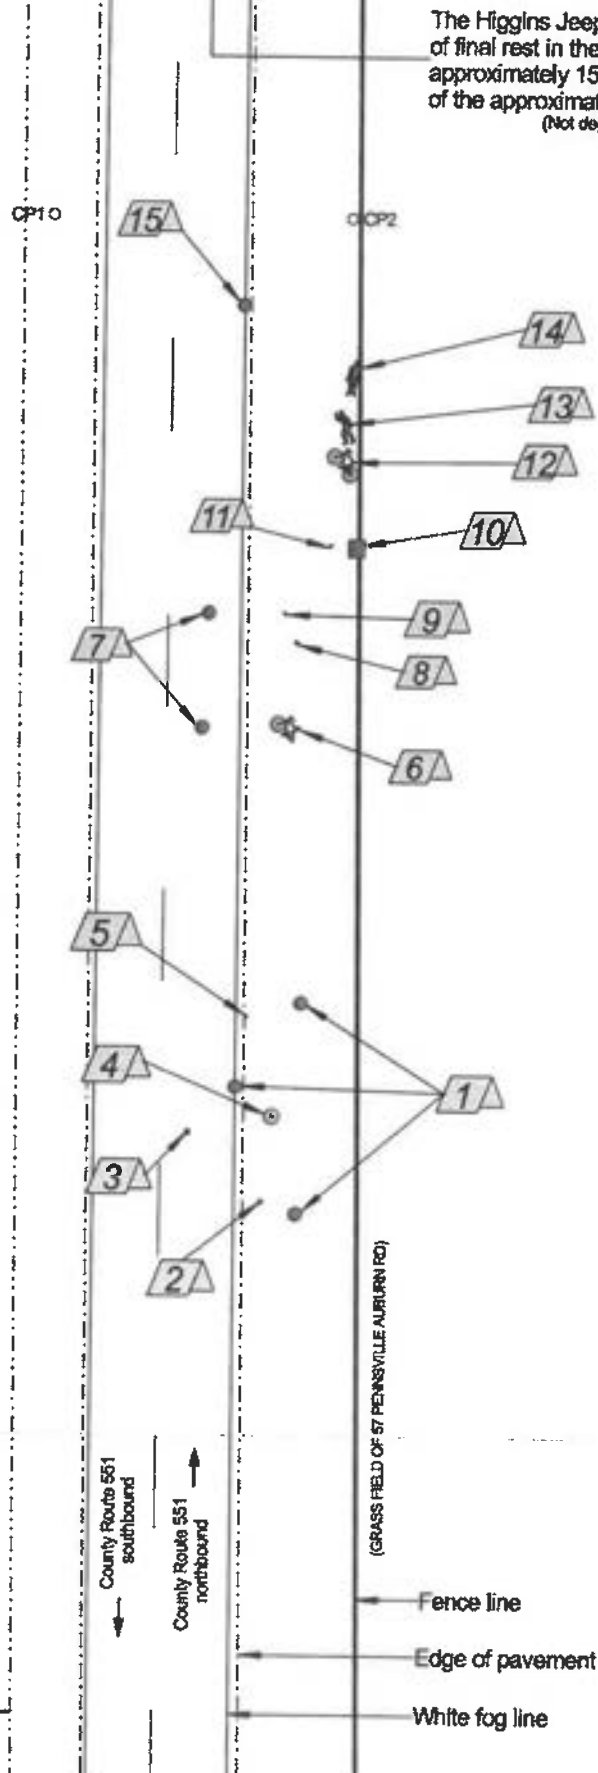 The Higgins Jeep
of final rest in the
approximately 15
of the approximat
(Not de
CP1
CP2
15
14
13
12
11
10
9
7
8
6
5
4
1
3
2
(GRASS FIELD OF 57 PENNSVILLE AUBURN RD)
County Route 551
southbound
County Route 551
northbound
Fence line
Edge of pavement
White fog line